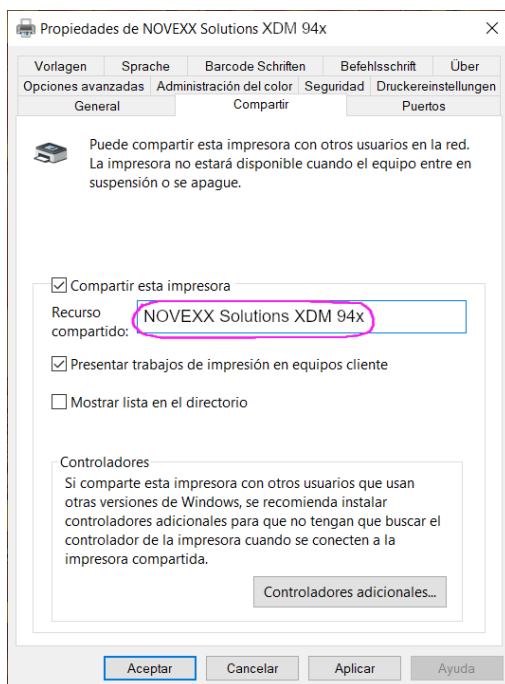 Propiedades de NOVEXX Solutions XDM 94x
Vorlagen Sprache Barcode Schriften Befehlsschrift Über
Opciones avanzadas Administración del color Seguridad Druckereinstellungen
General Compartir Puertos
Puede compartir esta impresora con otros usuarios en la red.
La impresora no estará disponible cuando el equipo entre en
suspensión o se apague.
Compartir esta impresora
Recurso
compartido:
NOVEXX Solutions XDM 94x
Presentar trabajos de impresión en equipos cliente
Mostrar lista en el directorio
Controladores
Si comparte esta impresora con otros usuarios que usan
otras versiones de Windows, se recomienda instalar
controladores adicionales para que no tengan que buscar el
controlador de la impresora cuando se conecten a la
impresora compartida.
Controladores adicionales...
Aceptar Cancelar Aplicar Ayuda